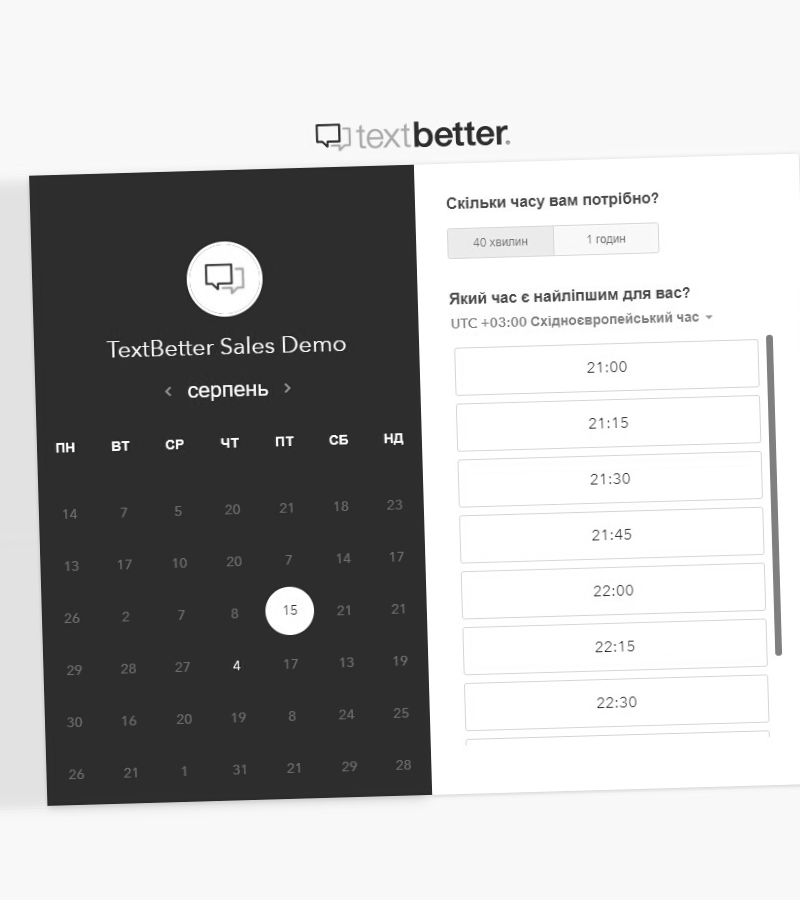 textbetter.
TextBetter Sales Demo
серпень
ПН ВТ СР ЧТ ПТ СБ НД
14 7 5 20 21 18 23
13 17 10 20 7 14 17
26 2 7 8 15 21 21
29 28 27 4 17 13 19
30 16 20 19 8 24 25
26 21 1 31 21 29 28
Скільки часу вам потрібно?
40 хвилин 1 годин
Який час є найліпшим для вас?
UTC +03:00 Східноєвропейський час
21:00
21:15
21:30
21:45
22:00
22:15
22:30